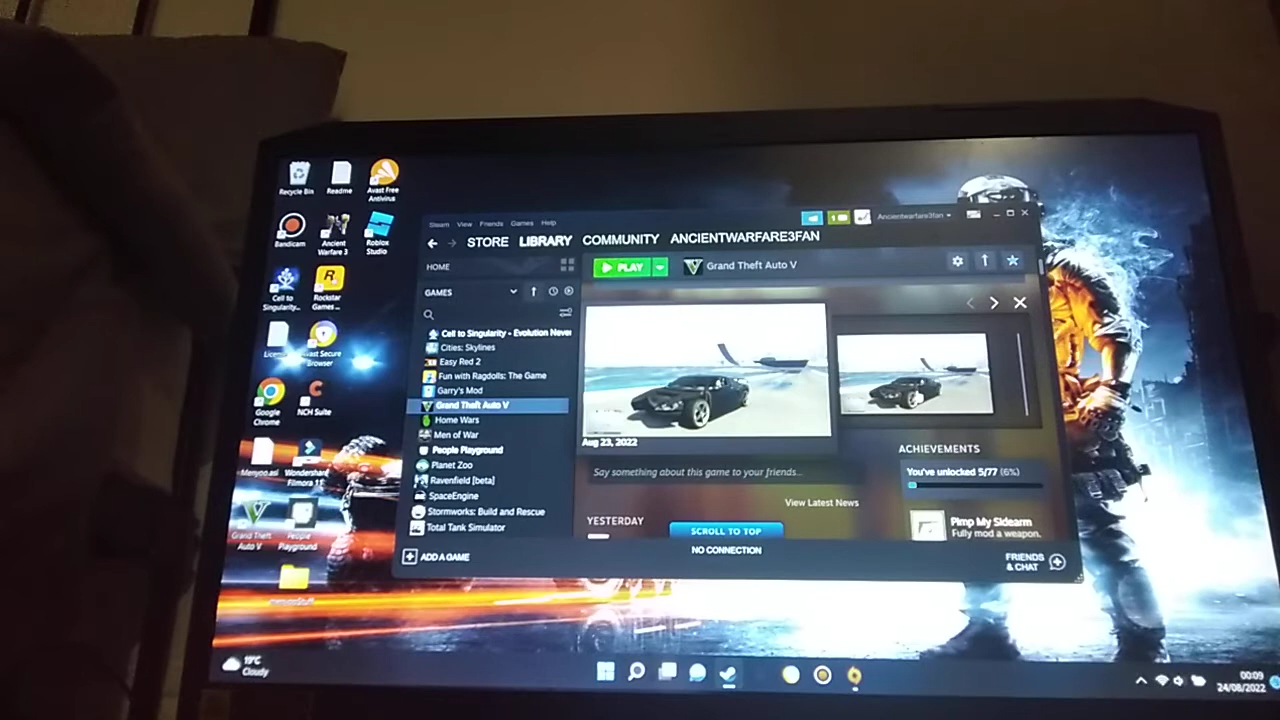 Recycle Bin
Readme
Avast Free
Antivirus
Bandicam
Ancient
Warfare 3
Roblox
Studio
Cell to
Singularity...
Rockstar
Games ...
Avast Secure
Browser
Google
Chrome
NCH Suite
Menyoo.asi
Wondershare
Filmora 11
Grand Theft
Auto V
People
Playground
Steam View Friends Games Help
1
Ancientwarfare3fan
STORE LIBRARY COMMUNITY ANCIENTWARFARE3FAN
HOME
PLAY
Grand Theft Auto V
GAMES
Cell to Singularity - Evolution Never
Cities: Skylines
Easy Red 2
Fun with Ragdolls: The Game
Garry's Mod
Grand Theft Auto V
Home Wars
Men of War
People Playground
Planet Zoo
Ravenfield [beta]
SpaceEngine
Stormworks: Build and Rescue
Total Tank Simulator
Aug 23, 2022
Say something about this game to your friends...
View Latest News
YESTERDAY
SCROLL TO TOP
ACHIEVEMENTS
You've unlocked 5/77 (6%)
Pimp My Sidearm
Fully mod a weapon.
ADD A GAME
NO CONNECTION
FRIENDS
& CHAT
19°C
Cloudy
00:09
24/08/2022